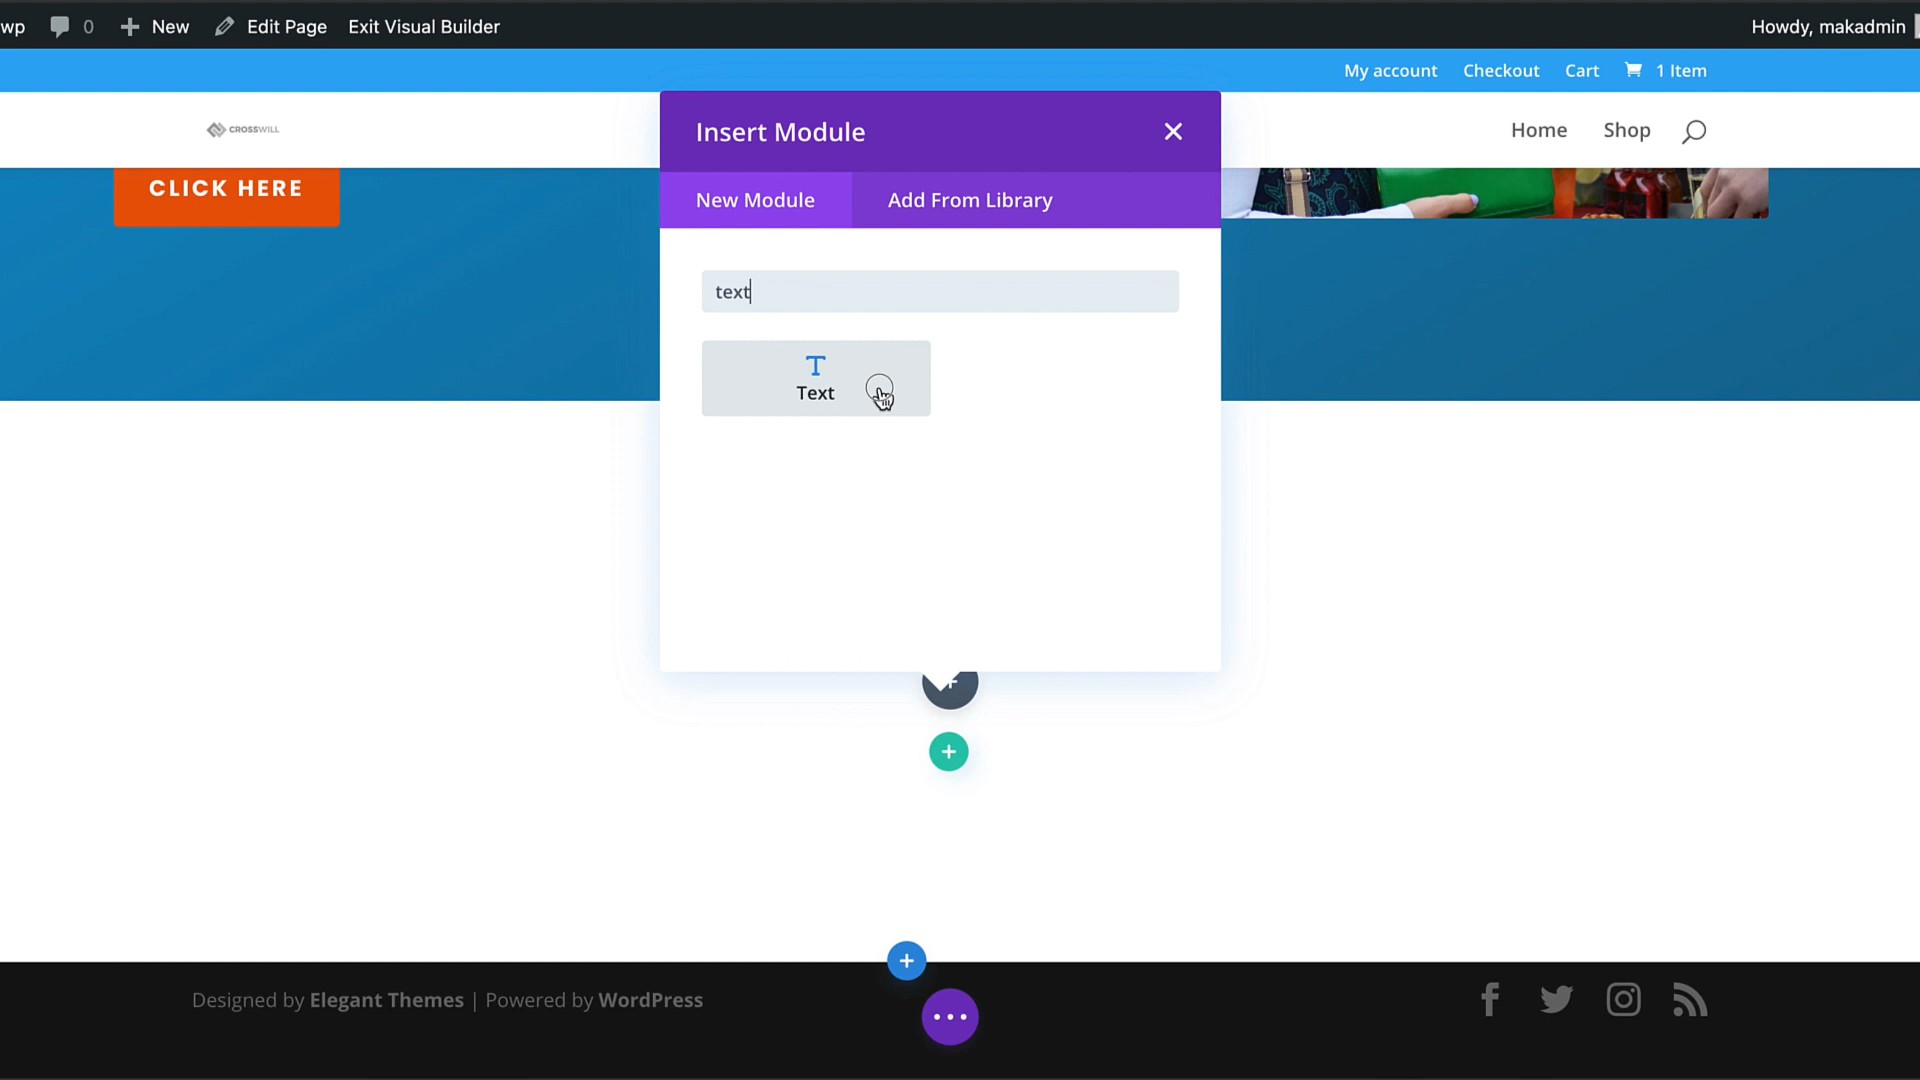 wp 0 New Edit Page Exit Visual Builder Howdy, makadmin
My account Checkout Cart 1 Item
CROSSWILL
Home Shop
Insert Module
New Module Add From Library
CLICK HERE
text
Text
Designed by Elegant Themes | Powered by WordPress